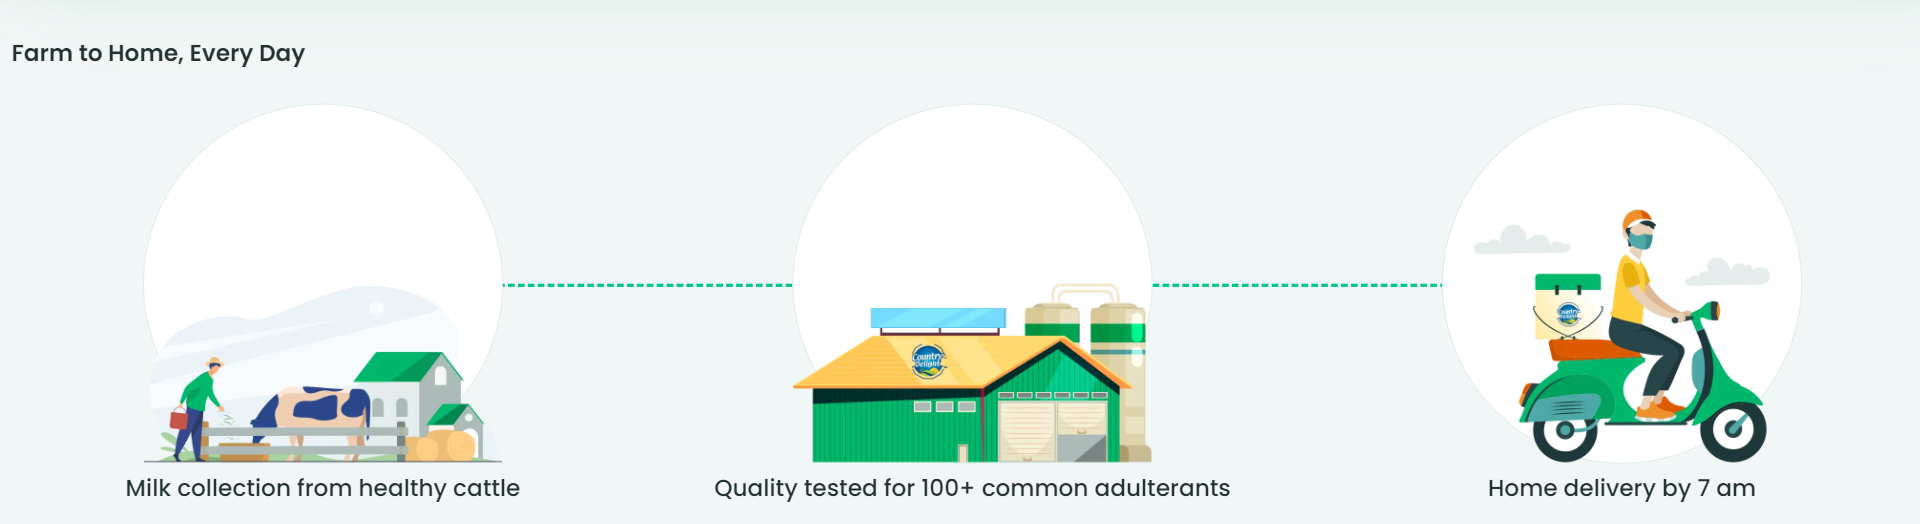 Farm to Home, Every Day
Country
Delight
Country
Delight
Milk collection from healthy cattle
Quality tested for 100+ common adulterants
Home delivery by 7 am